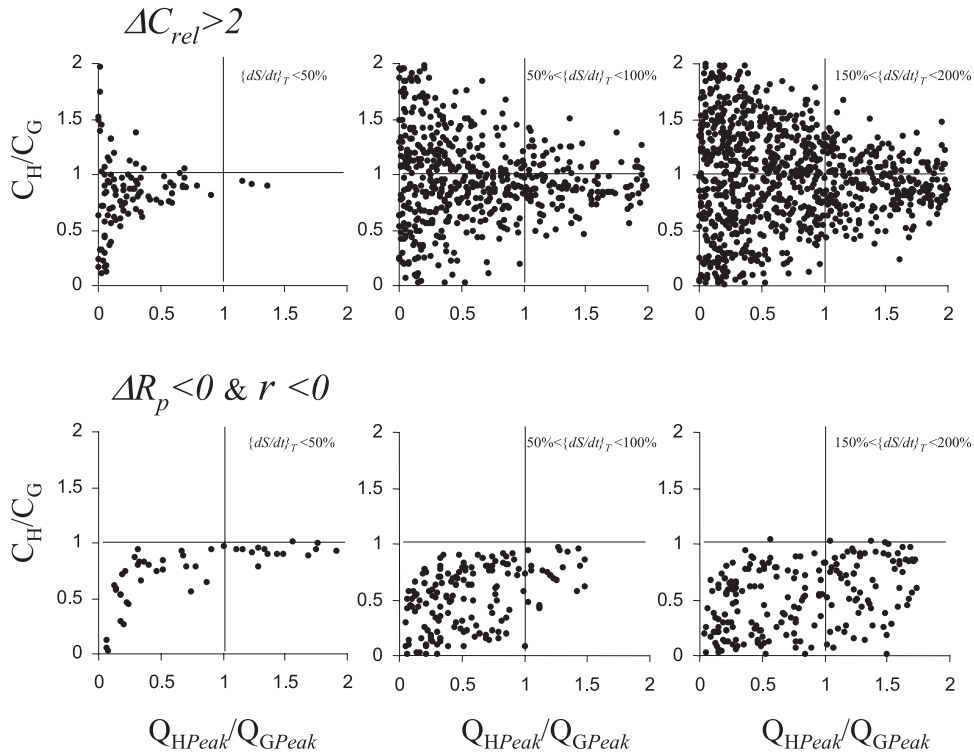 ΔC_rel>2
{dS/dt}_T<50%
50%<{dS/dt}_T<100%
150%<{dS/dt}_T<200%
C_H/C_G
2
1.5
1
0.5
0
0 0.5 1 1.5 2
2
1.5
1
0.5
0
0 0.5 1 1.5 2
2
1.5
1
0.5
0
0 0.5 1 1.5 2
ΔR_p<0 & r<0
{dS/dt}_T<50%
50%<{dS/dt}_T<100%
150%<{dS/dt}_T<200%
C_H/C_G
2
1.5
1
0.5
0
0 0.5 1 1.5 2
2
1.5
1
0.5
0
0 0.5 1 1.5 2
2
1.5
1
0.5
0
0 0.5 1 1.5 2
Q_HPeak/Q_GPeak
Q_HPeak/Q_GPeak
Q_HPeak/Q_GPeak